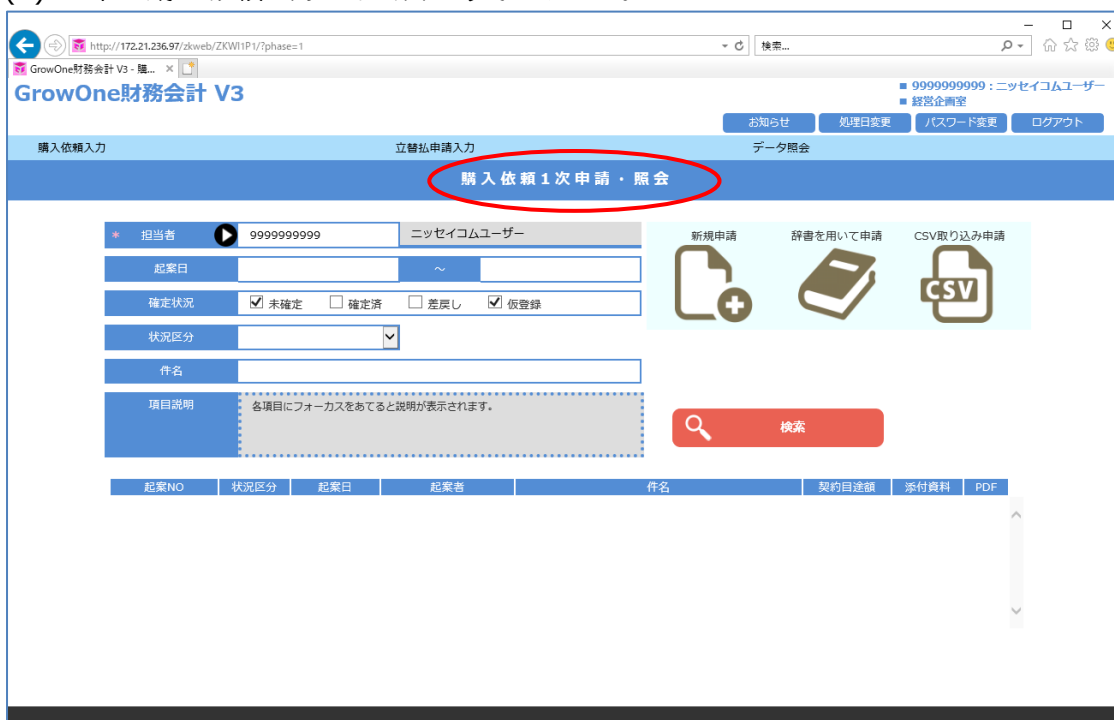 http://172.21.236.97/zkweb/ZKWI1P1/?phase=1
検索...
GrowOne財務会計 V3 - 購...
GrowOne財務会計 V3
■ 9999999999：ニッセイコムユーザー
■ 経営企画室
お知らせ 処理日変更 パスワード変更 ログアウト
購入依頼入力 立替払申請入力 データ照会
購入依頼1次申請・照会
* 担当者 9999999999 ニッセイコムユーザー
新規申請 辞書を用いて申請 CSV取り込み申請
起案日 ～
CSV
確定状況 未確定 確定済 差戻し 仮登録
状況区分
件名
項目説明 各項目にフォーカスをあてると説明が表示されます。
検索
起案NO 状況区分 起案日 起案者 件名 契約目途額 添付資料 PDF